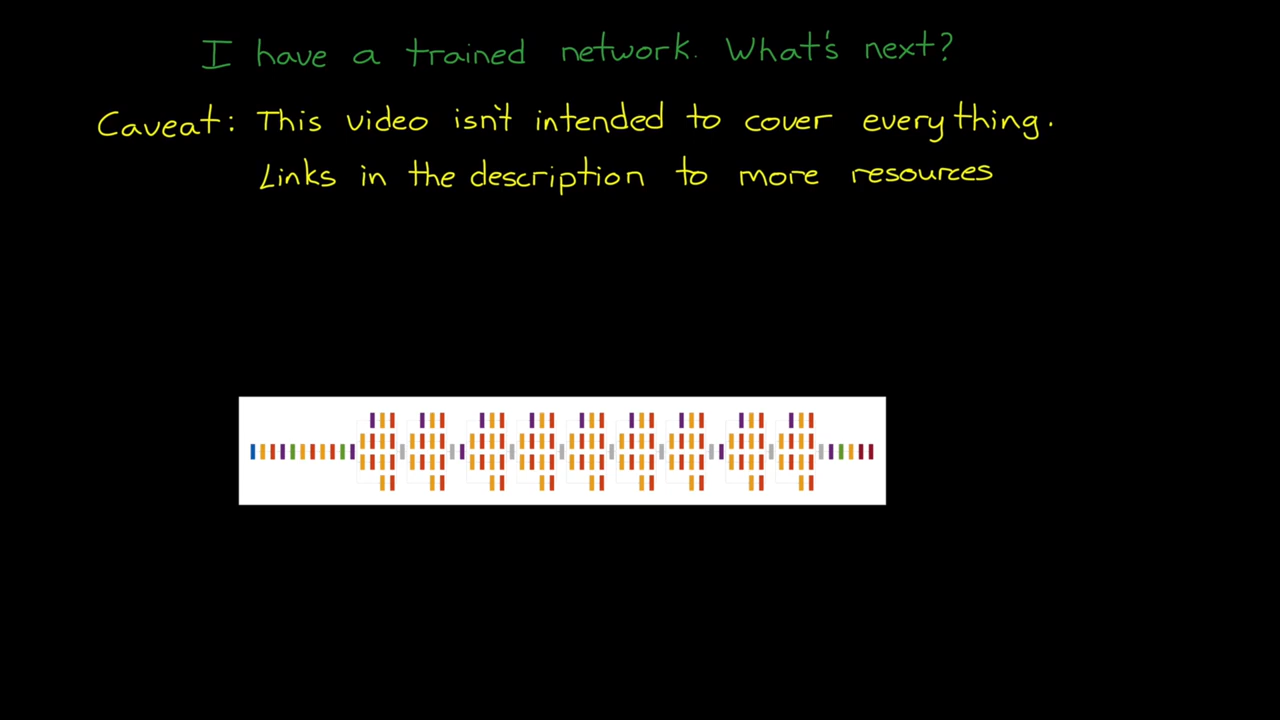 I have a trained network. What's next?
Caveat: This video isn't intended to cover everything.
Links in the description to more resources